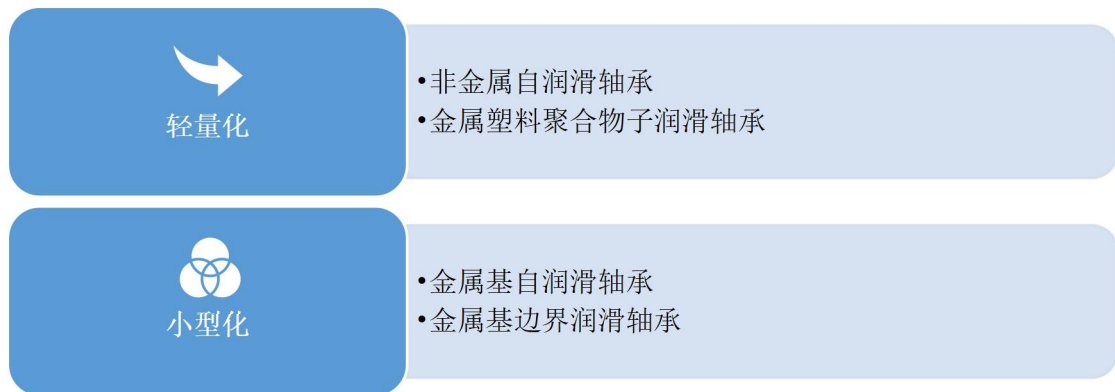 轻量化
•非金属自润滑轴承
•金属塑料聚合物子润滑轴承
小型化
•金属基自润滑轴承
•金属基边界润滑轴承